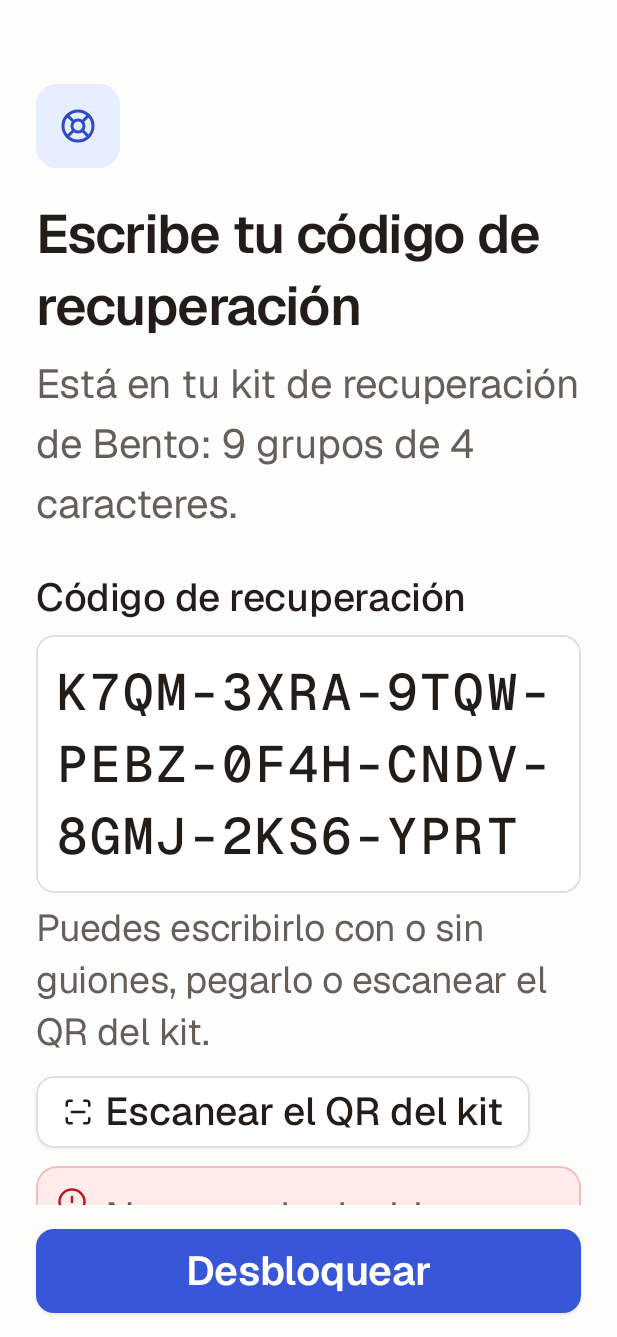 Escribe tu código de
recuperación
Está en tu kit de recuperación
de Bento: 9 grupos de 4
caracteres.
Código de recuperación
K7QM-3XRA-9TQW-
PEBZ-0F4H-CNDV-
8GMJ-2KS6-YPRT
Puedes escribirlo con o sin
guiones, pegarlo o escanear el
QR del kit.
Escanear el QR del kit
Desbloquear